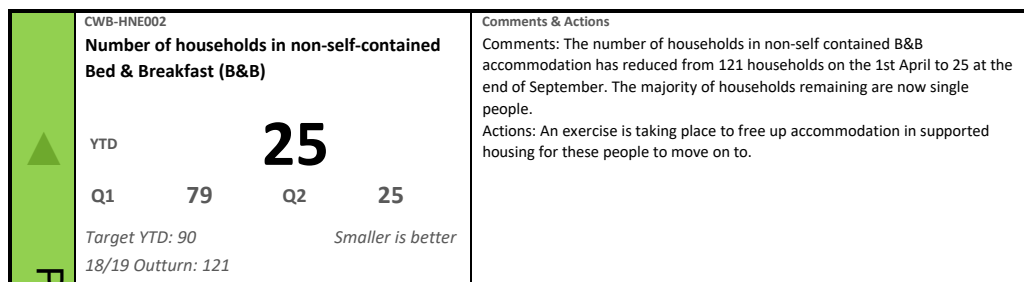 CWB-HNE002
Number of households in non-self-contained
Bed & Breakfast (B&B)
YTD 25
Q1 79 Q2 25
Target YTD: 90 Smaller is better
18/19 Outturn: 121
Comments & Actions
Comments: The number of households in non-self contained B&B
accommodation has reduced from 121 households on the 1st April to 25 at the
end of September. The majority of households remaining are now single
people.
Actions: An exercise is taking place to free up accommodation in supported
housing for these people to move on to.